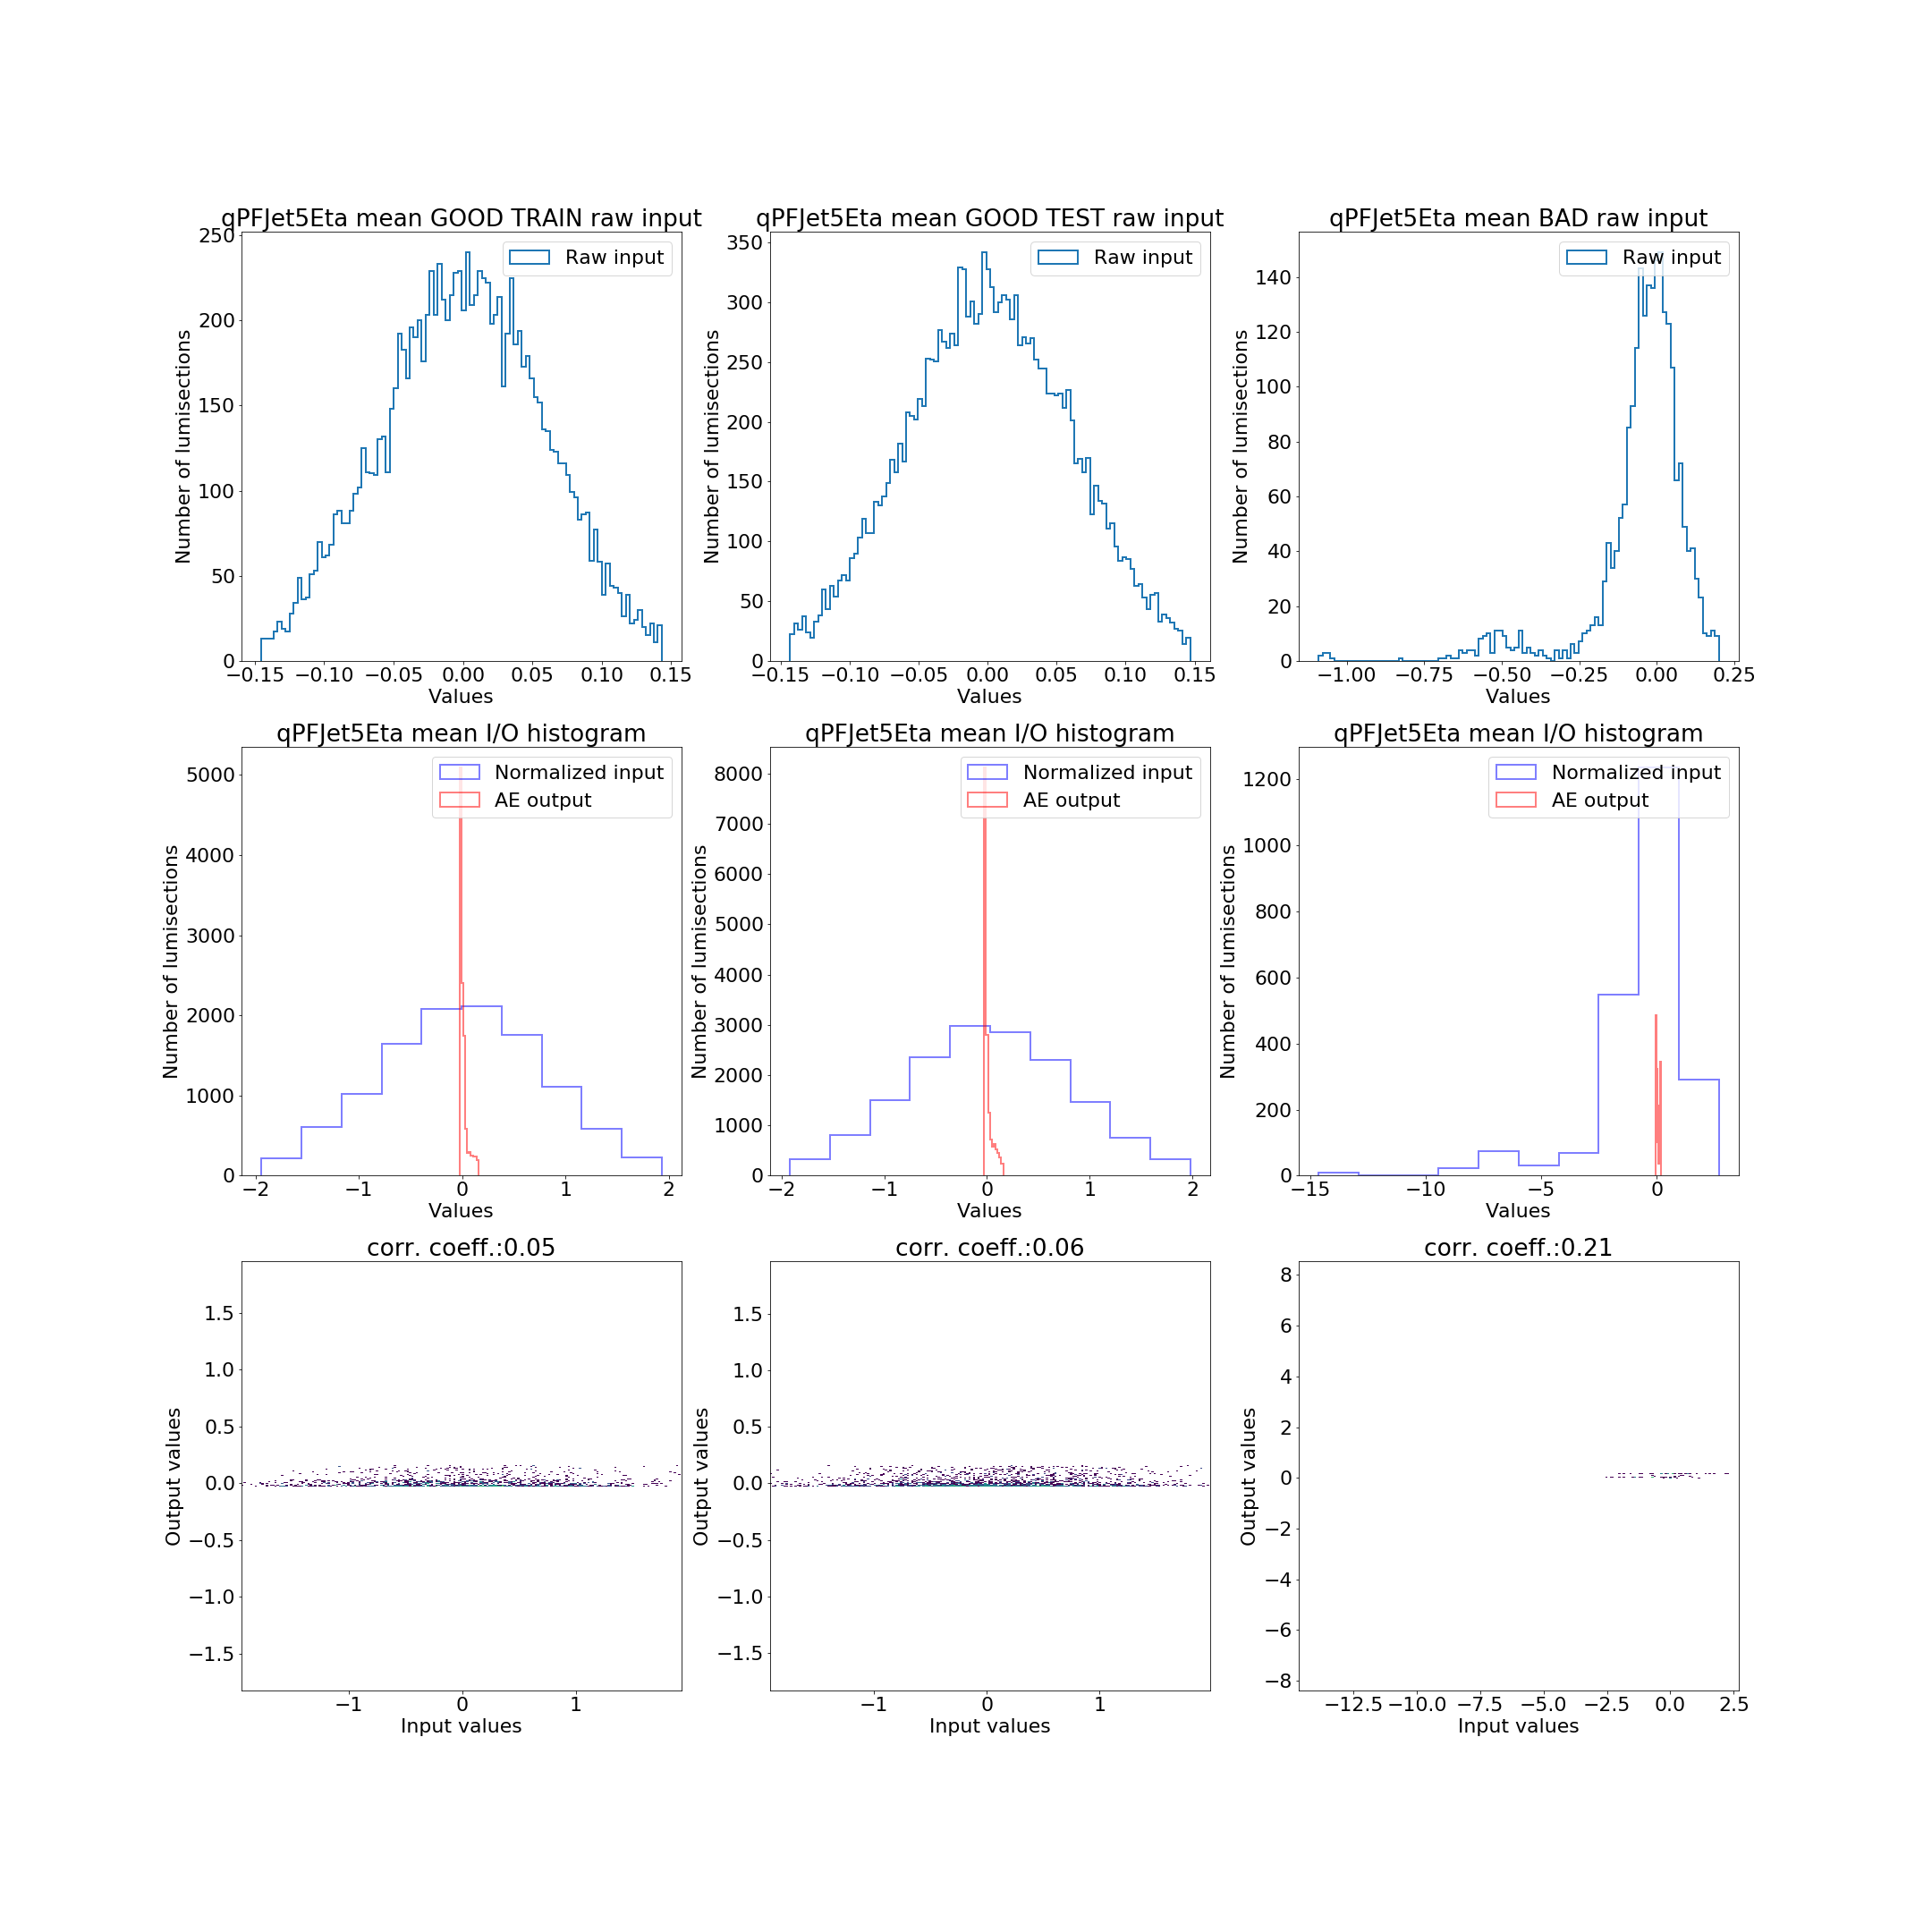 qPFJet5Eta mean GOOD TRAIN raw input
qPFJet5Eta mean GOOD TEST raw input
qPFJet5Eta mean BAD raw input
Raw input
Raw input
Raw input
Number of lumisections
250
200
150
100
50
0
−0.15 −0.10 −0.05 0.00 0.05 0.10 0.15
Values
Number of lumisections
350
300
250
200
150
100
50
0
−0.15 −0.10 −0.05 0.00 0.05 0.10 0.15
Values
Number of lumisections
140
120
100
80
60
40
20
0
−1.00 −0.75 −0.50 −0.25 0.00 0.25
Values
qPFJet5Eta mean I/O histogram
qPFJet5Eta mean I/O histogram
qPFJet5Eta mean I/O histogram
Normalized input
AE output
Normalized input
AE output
Normalized input
AE output
Number of lumisections
5000
4000
3000
2000
1000
0
−2 −1 0 1 2
Values
Number of lumisections
8000
7000
6000
5000
4000
3000
2000
1000
0
−2 −1 0 1 2
Values
Number of lumisections
1200
1000
800
600
400
200
0
−15 −10 −5 0
Values
corr. coeff.:0.05
corr. coeff.:0.06
corr. coeff.:0.21
Output values
1.5
1.0
0.5
0.0
−0.5
−1.0
−1.5
−1 0 1
Input values
Output values
1.5
1.0
0.5
0.0
−0.5
−1.0
−1.5
−1 0 1
Input values
Output values
8
6
4
2
0
−2
−4
−6
−8
−12.5 −10.0 −7.5 −5.0 −2.5 0.0 2.5
Input values